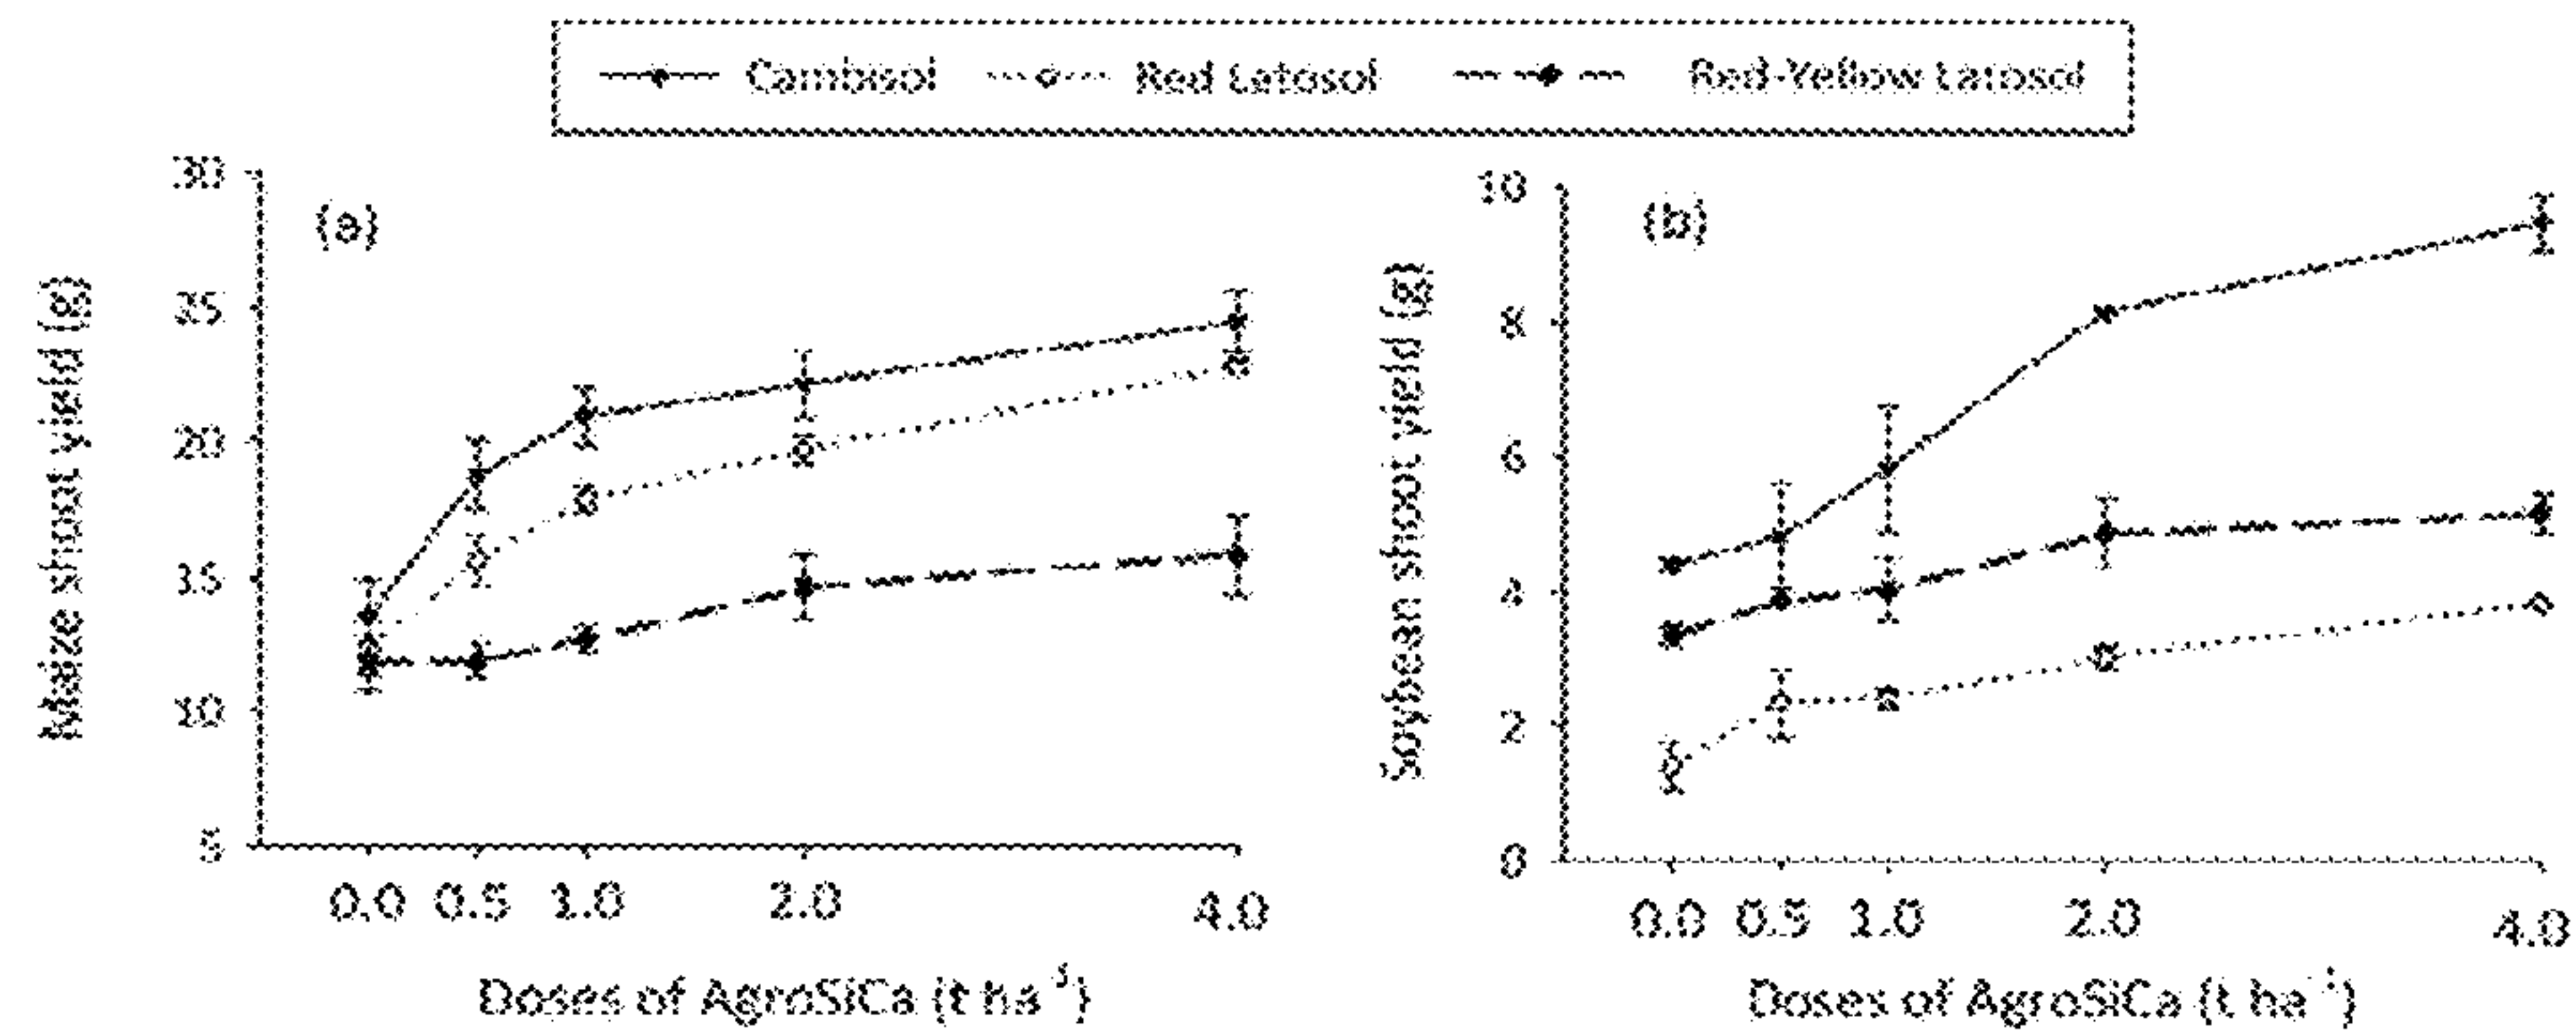 Cambisol Red Latosol Red-Yellow Latosol
(a)
Maize shoot yield (g)
30
25
20
15
10
5
0.0 0.5 1.0 2.0 4.0
Doses of AgroSiCa (t ha⁻¹)
(b)
Soybean shoot yield (g)
10
8
6
4
2
0
0.0 0.5 1.0 2.0 4.0
Doses of AgroSiCa (t ha⁻¹)